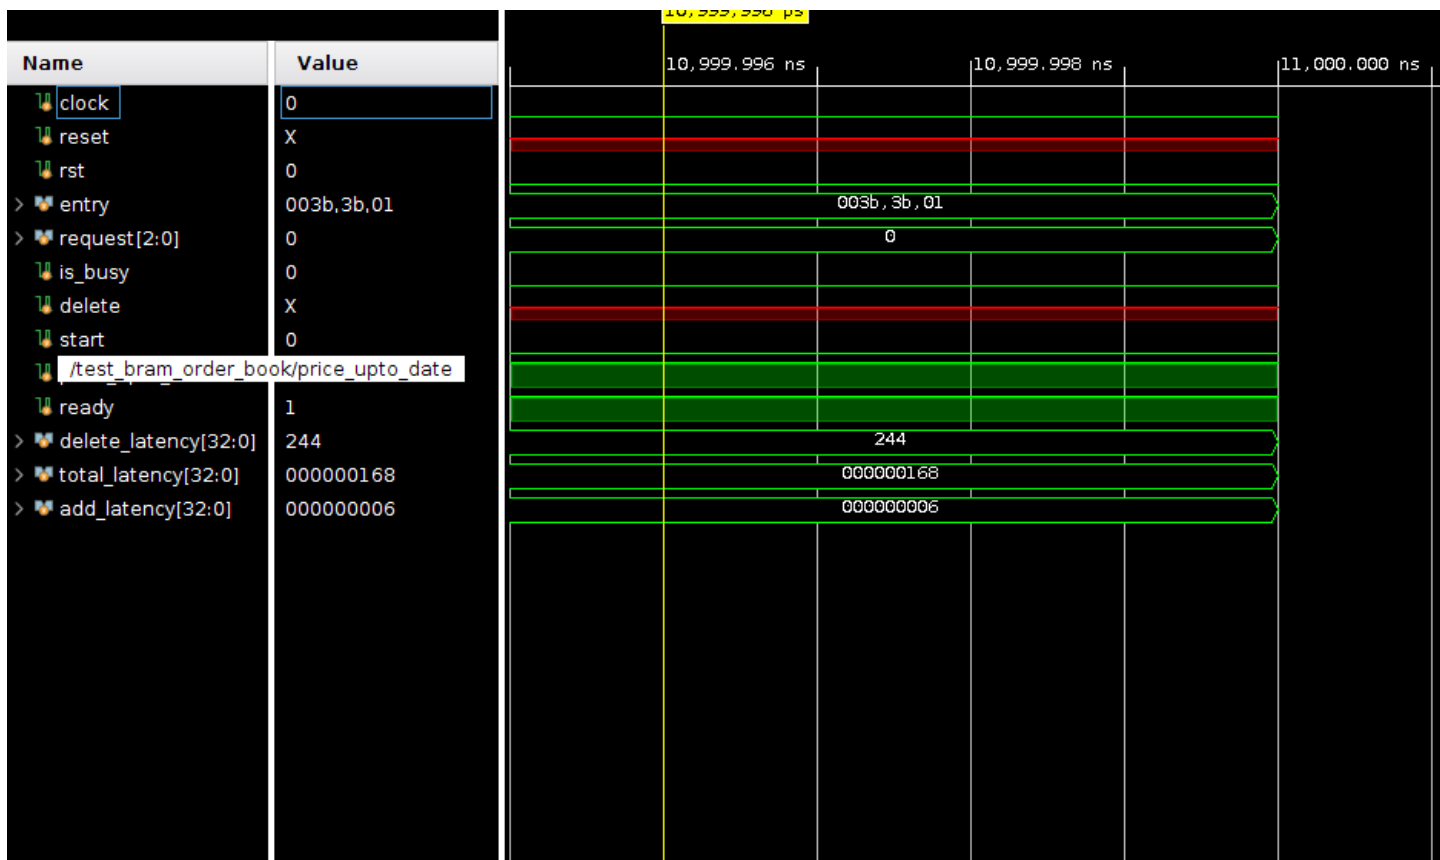 10,999,996 ps
Name Value
10,999.996 ns 10,999.998 ns 11,000.000 ns
clock 0
reset X
rst 0
entry 003b,3b,01 003b,3b,01
request[2:0] 0 0
is_busy 0
delete X
start 0
/test_bram_order_book/price_upto_date
ready 1
delete_latency[32:0] 244 244
total_latency[32:0] 000000168 000000168
add_latency[32:0] 000000006 000000006